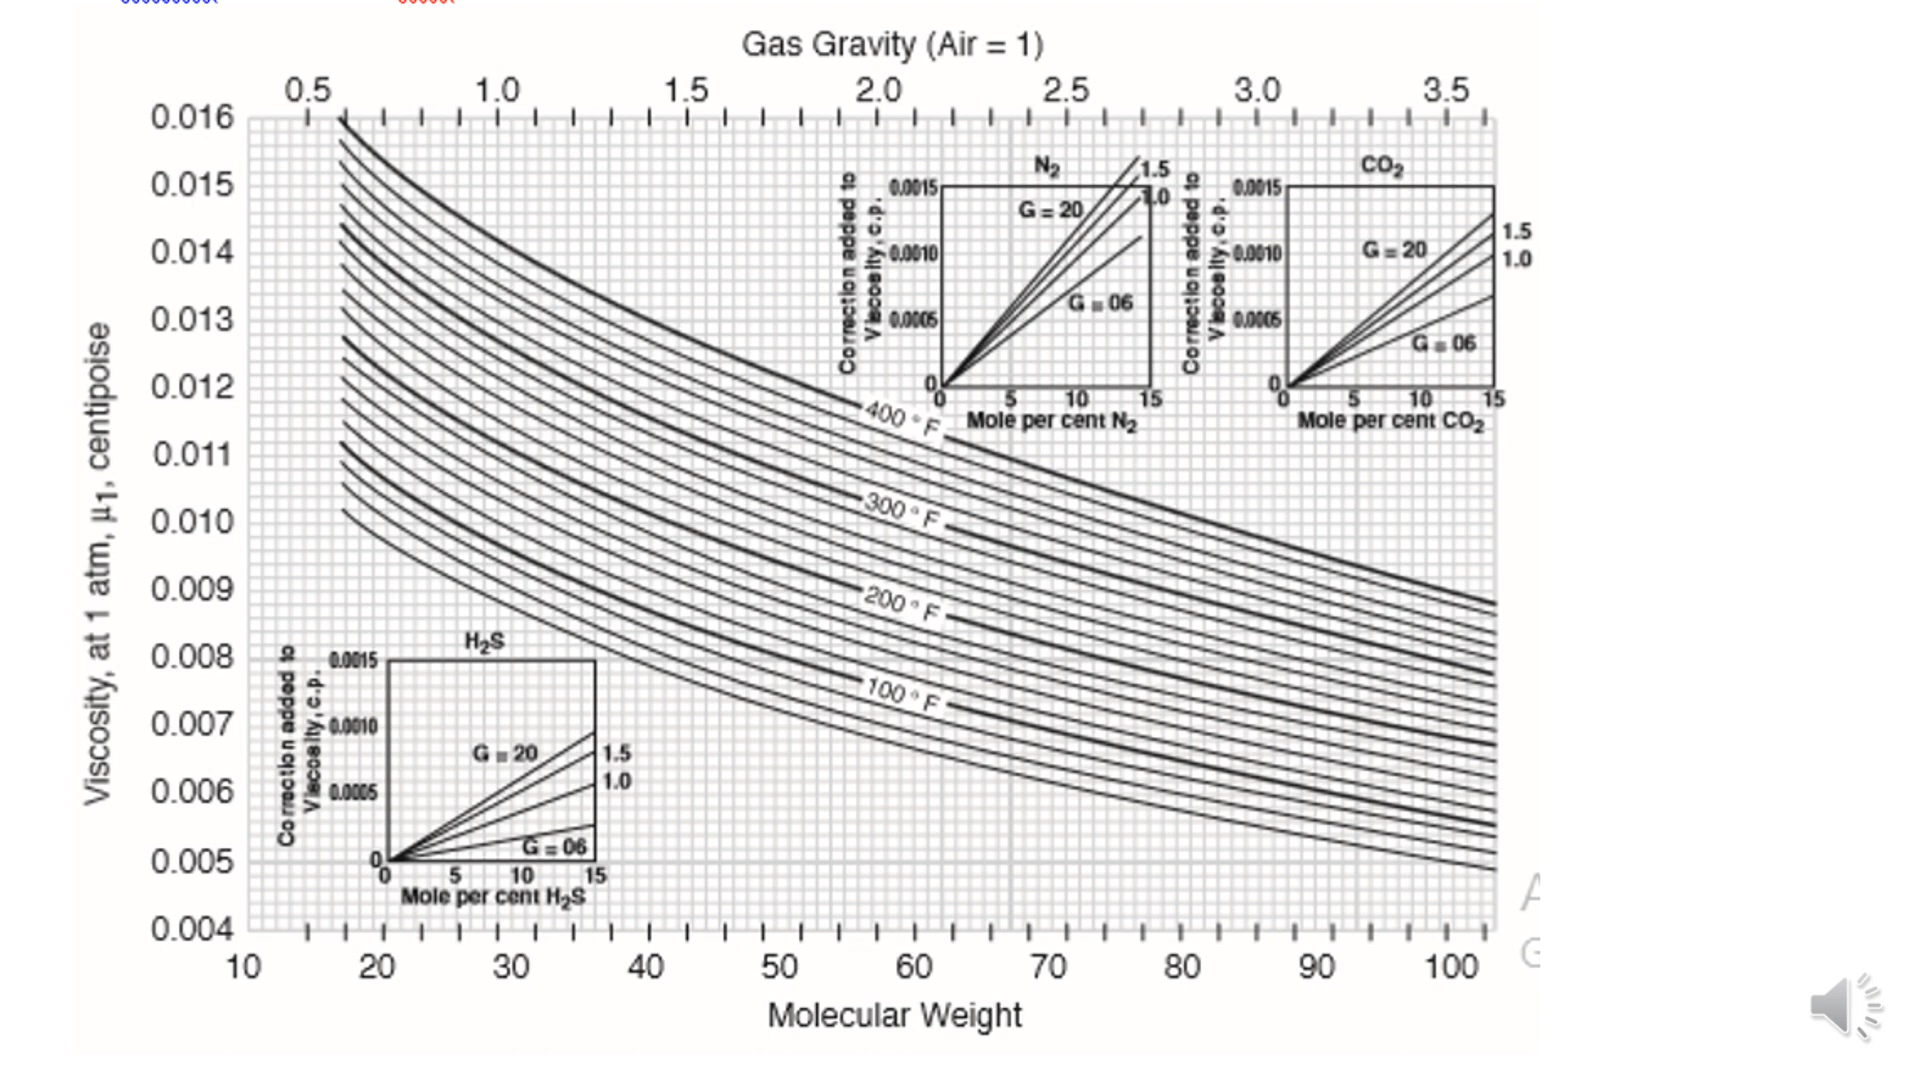 Gas Gravity (Air = 1)
0.5 1.0 1.5 2.0 2.5 3.0 3.5
0.016
0.015
0.014
0.013
0.012
0.011
0.010
0.009
0.008
0.007
0.006
0.005
0.004
Viscosity, at 1 atm, μ1, centipoise
N2
Correction added to
Viscosity, c.p.
0.0015
0.0010
0.0005
0
1.5
1.0
G = 20
G = 06
0 5 10 15
Mole per cent N2
CO2
Correction added to
Viscosity, c.p.
0.0015
0.0010
0.0005
0
1.5
1.0
G = 20
G = 06
0 5 10 15
Mole per cent CO2
400 ° F
300 ° F
200 ° F
100 ° F
H2S
Correction added to
Viscosity, c.p.
0.0015
0.0010
0.0005
0
G = 20
1.5
1.0
G = 06
0 5 10 15
Mole per cent H2S
10 20 30 40 50 60 70 80 90 100
Molecular Weight